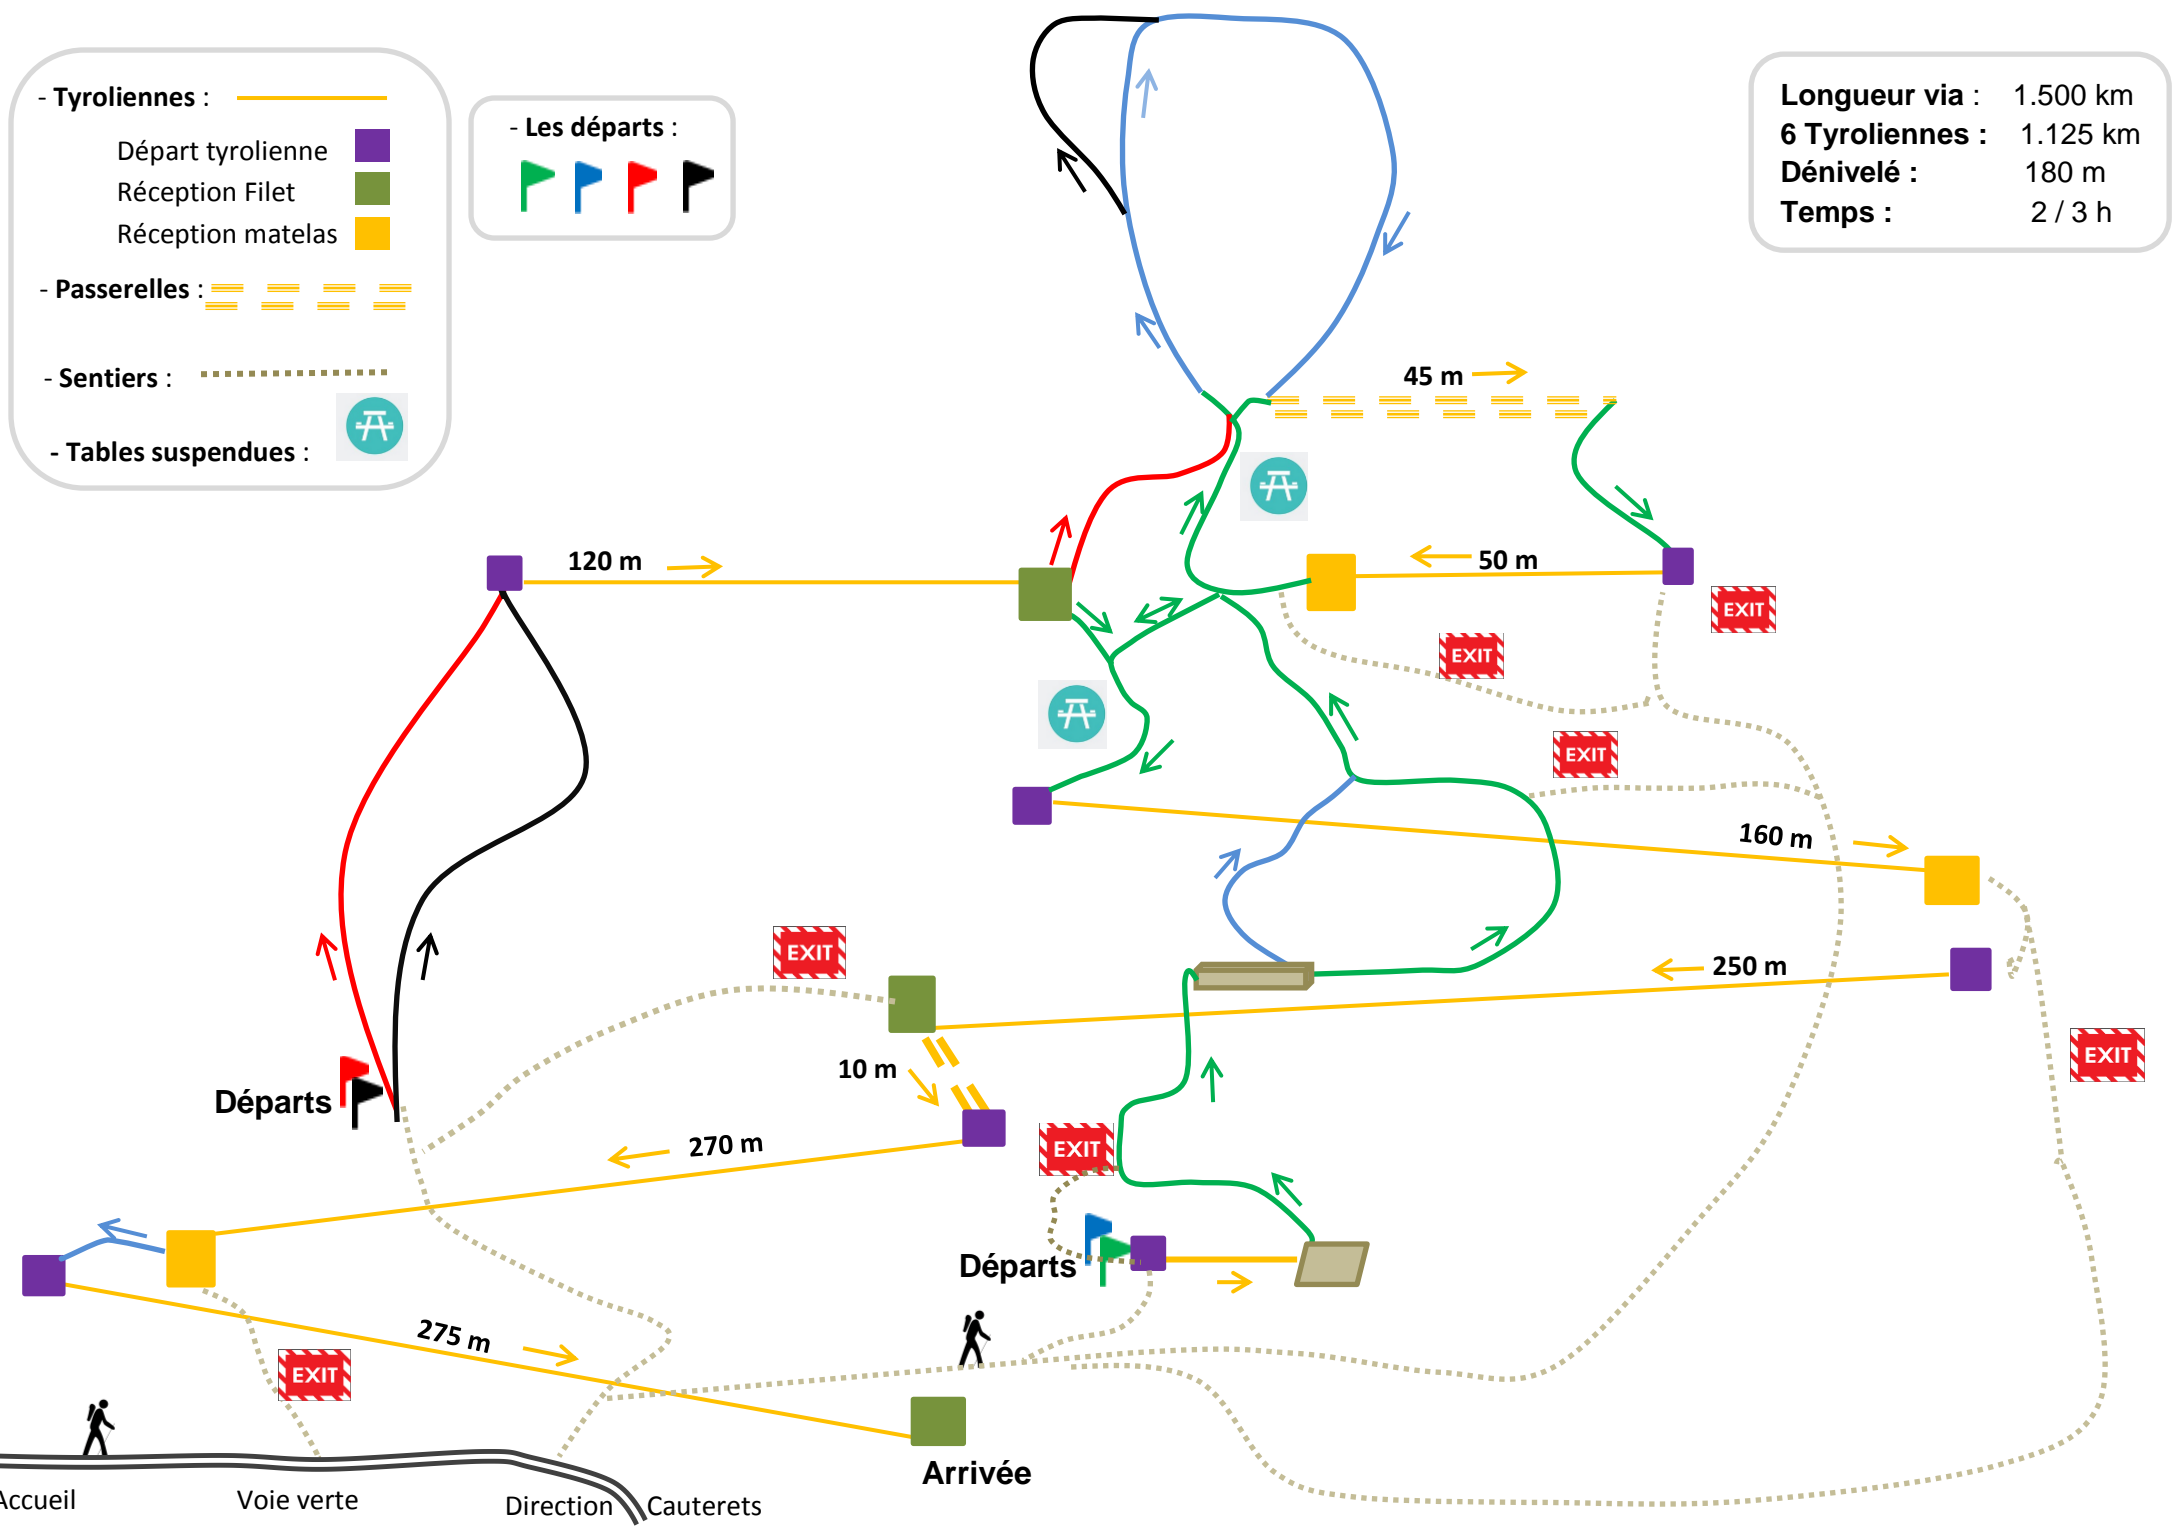 - Tyroliennes :
Départ tyrolienne
Réception Filet
Réception matelas
- Passerelles :
- Sentiers :
- Tables suspendues :
- Les départs :
Longueur via : 1.500 km
6 Tyroliennes : 1.125 km
Dénivelé : 180 m
Temps : 2 / 3 h
45 m
120 m
50 m
EXIT
EXIT
EXIT
160 m
EXIT
250 m
EXIT
10 m
Départs
270 m
EXIT
Départs
275 m
EXIT
Arrivée
Accueil
Voie verte
Direction Cauterets